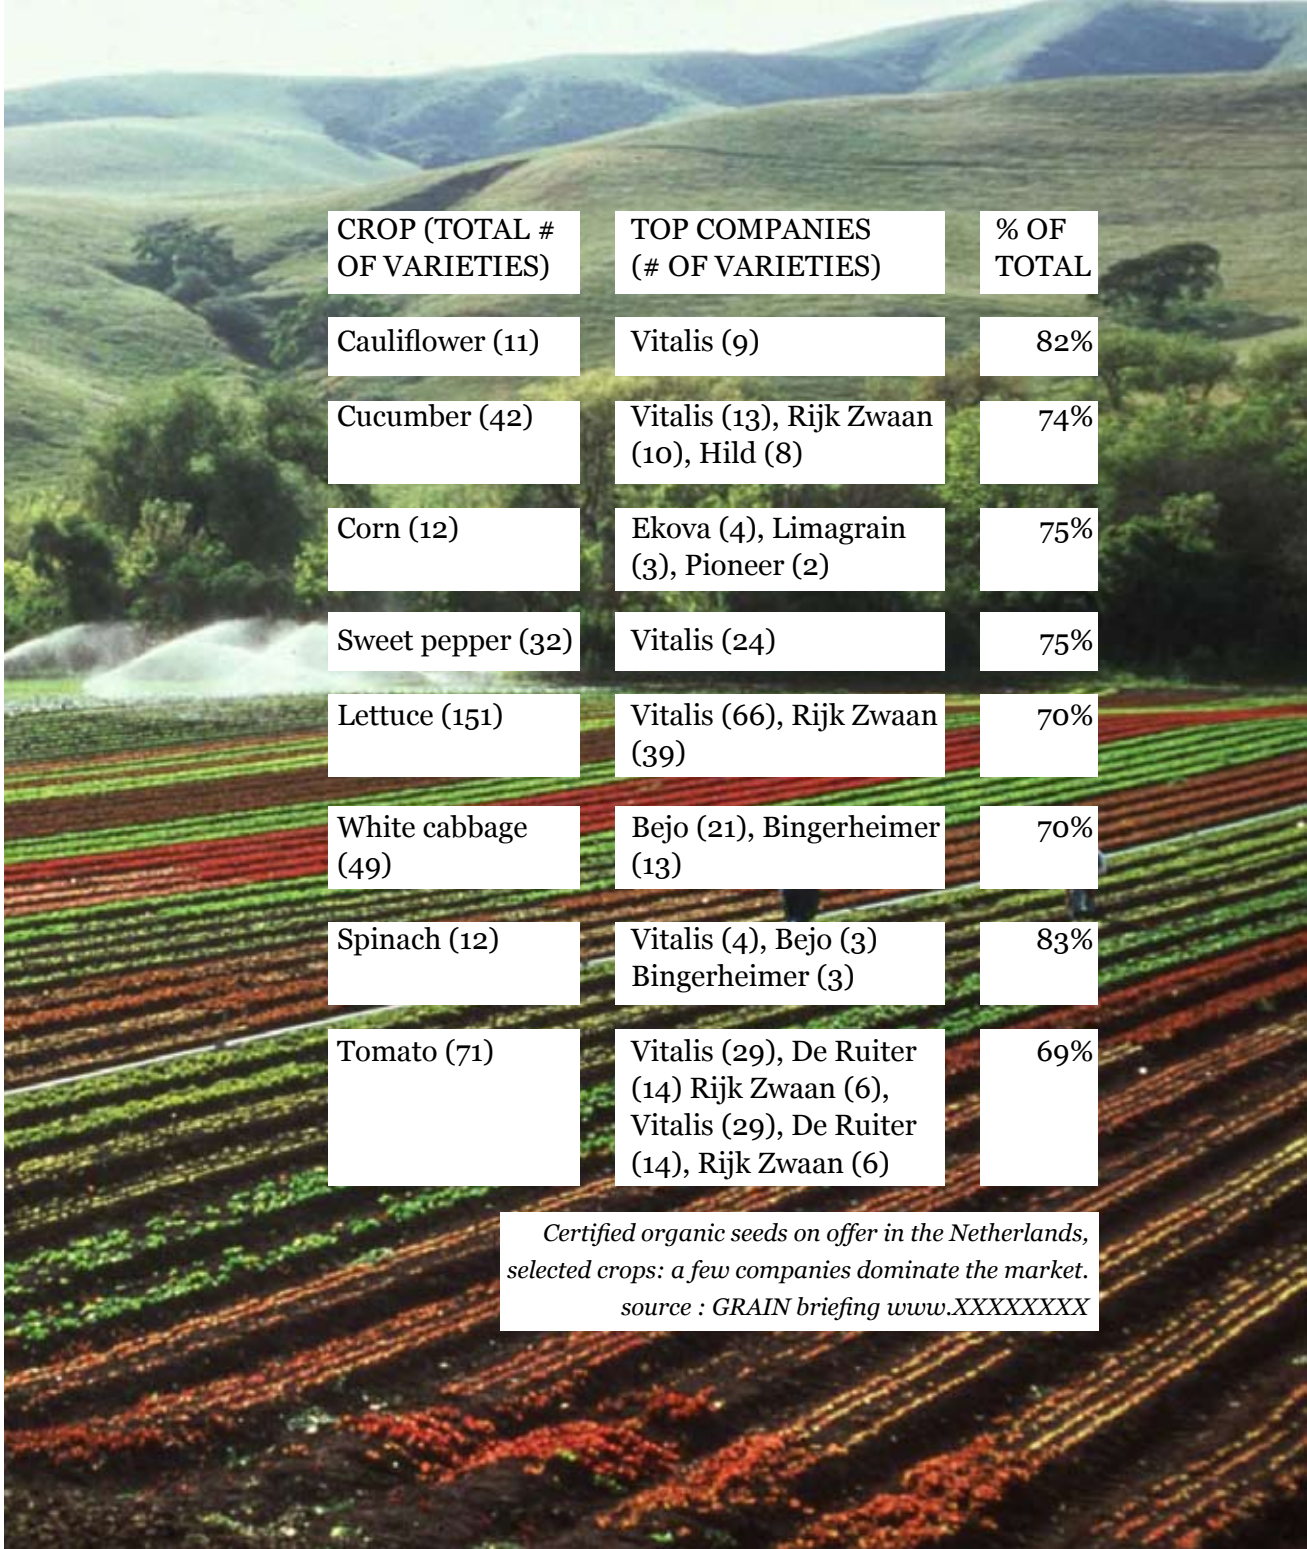 CROP (TOTAL #
OF VARIETIES)
TOP COMPANIES
(# OF VARIETIES)
% OF
TOTAL
Cauliflower (11)
Vitalis (9)
82%
Cucumber (42)
Vitalis (13), Rijk Zwaan
(10), Hild (8)
74%
Corn (12)
Ekova (4), Limagrain
(3), Pioneer (2)
75%
Sweet pepper (32)
Vitalis (24)
75%
Lettuce (151)
Vitalis (66), Rijk Zwaan
(39)
70%
White cabbage
(49)
Bejo (21), Bingerheimer
(13)
70%
Spinach (12)
Vitalis (4), Bejo (3)
Bingerheimer (3)
83%
Tomato (71)
Vitalis (29), De Ruiter
(14) Rijk Zwaan (6),
Vitalis (29), De Ruiter
(14), Rijk Zwaan (6)
69%
Certified organic seeds on offer in the Netherlands,
selected crops: a few companies dominate the market.
source : GRAIN briefing www.XXXXXXXX